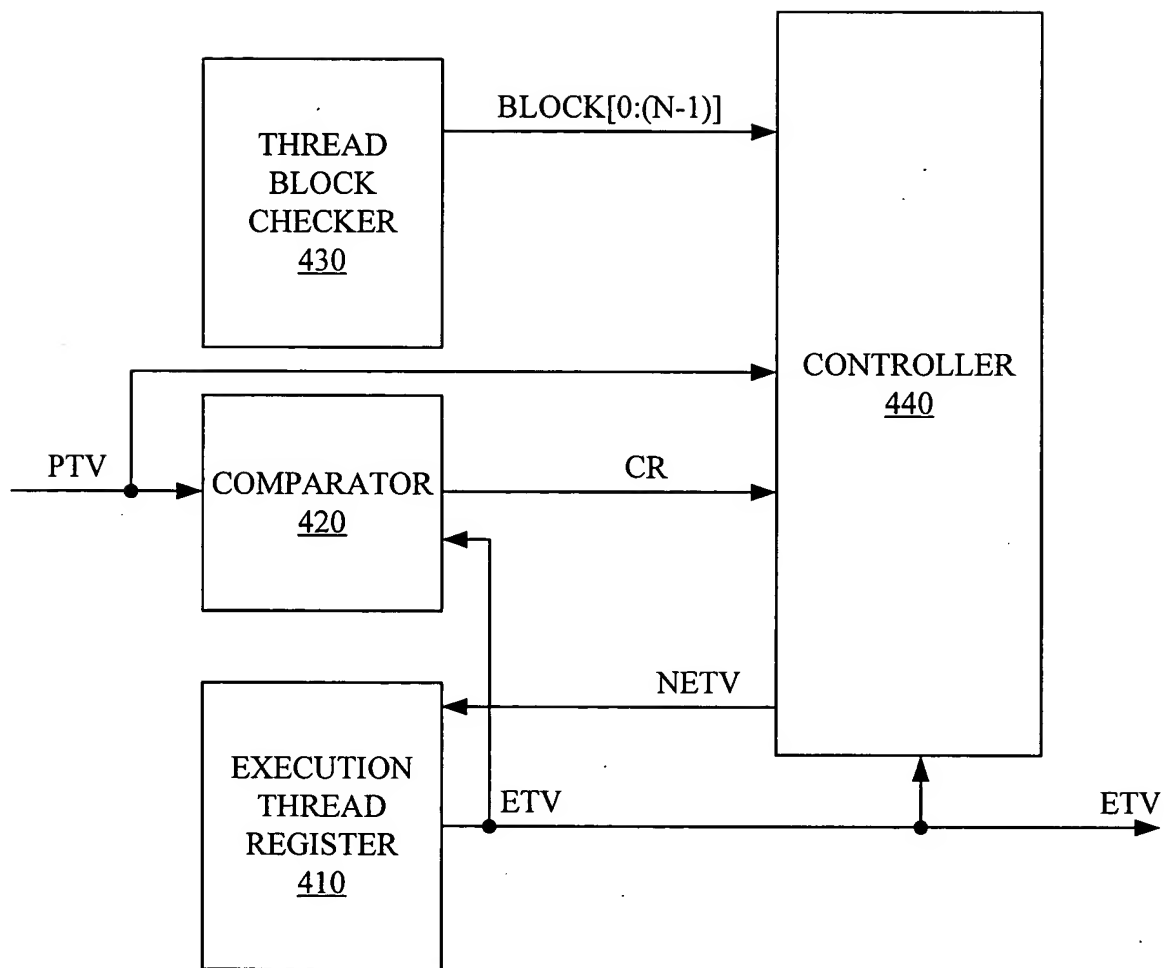 BLOCK[0:(N-1)]
THREAD
BLOCK
CHECKER
430
CONTROLLER
440
PTV
COMPARATOR
420
CR
NETV
EXECUTION
THREAD
REGISTER
410
ETV
ETV